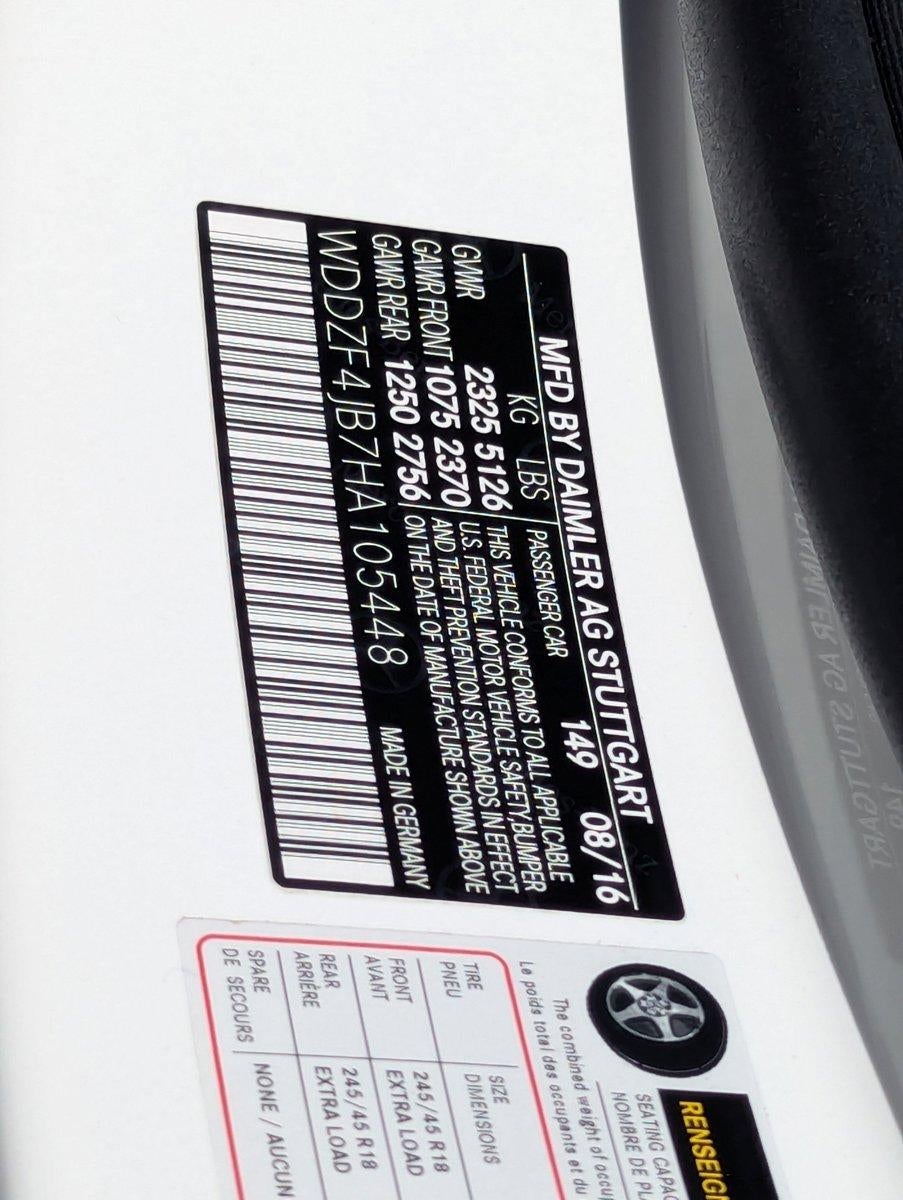 MFD BY DAIMLER AG STUTTGART
KG LBS PASSENGER CAR 149 08/16
GVWR 2325 5126 THIS VEHICLE CONFORMS TO ALL APPLICABLE
GAWR FRONT 1075 2370 U.S. FEDERAL MOTOR VEHICLE SAFETY,BUMPER
GAWR REAR 1250 2756 AND THEFT PREVENTION STANDARDS IN EFFECT
ON THE DATE OF MANUFACTURE SHOWN ABOVE
WDDZF4JB7HA105448 MADE IN GERMANY
SEATING
NOMBRE DE
The combined weight of
Le poids total des occupants et du
TIRE SIZE
PNEU DIMENSIONS
FRONT 245/45 R18
AVANT EXTRA LOAD
REAR 245/45 R18
ARRIÈRE EXTRA LOAD
SPARE NONE / AUCUN
DE SECOURS